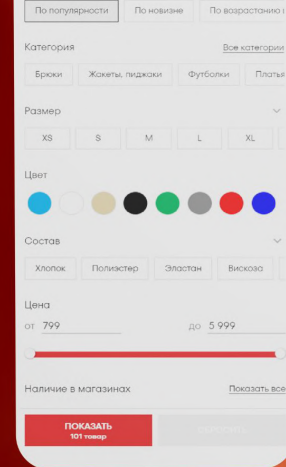 По популярности По новизне По возрастанию ц
Категория Все категории
Брюки Жакеты, пиджаки Футболки Платья
Размер
XS S M L XL
Цвет
Состав
Хлопок Полиэстер Эластан Вискоза
Цена
от 799 до 5 999
Наличие в магазинах Показать все
ПОКАЗАТЬ
101 товар